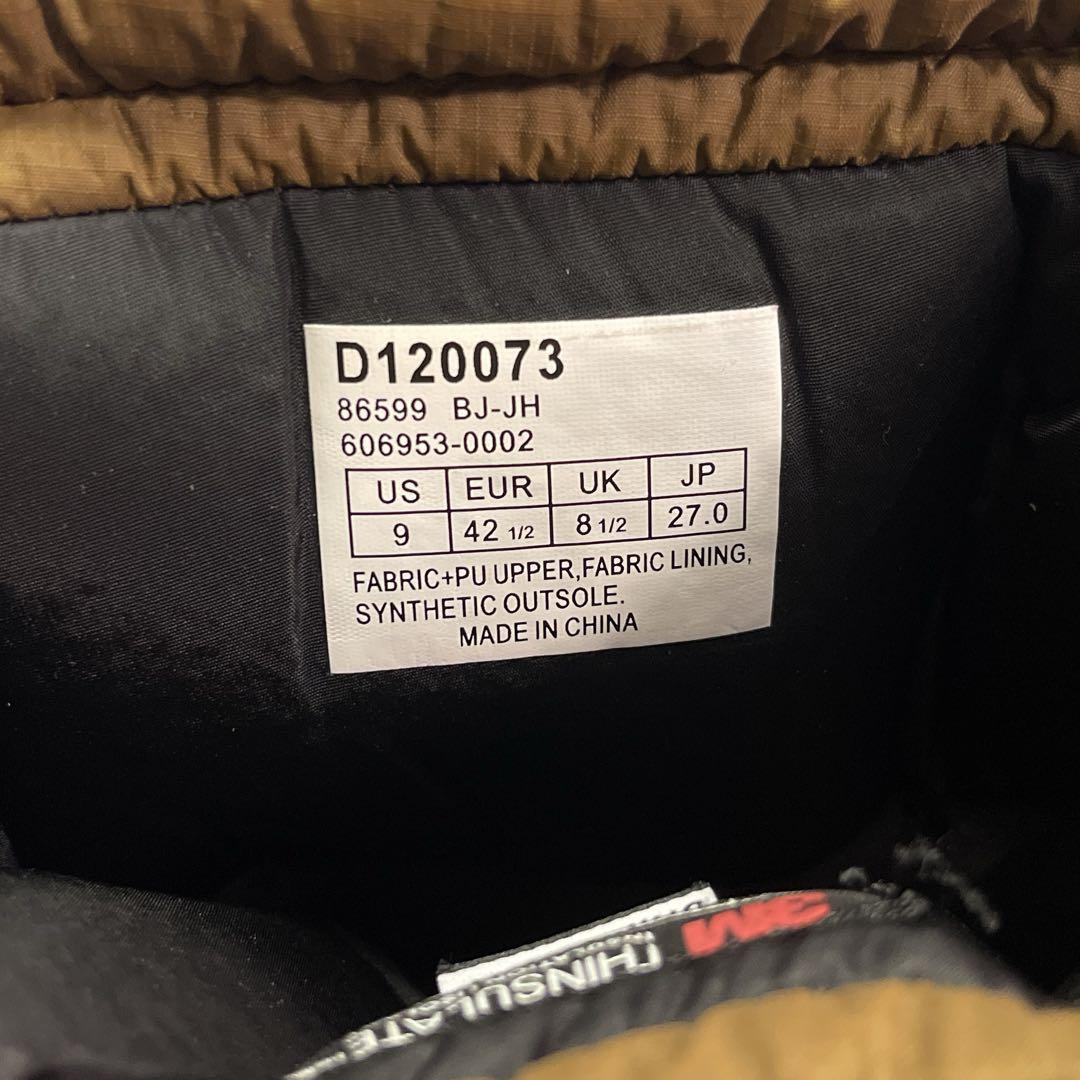 D120073
86599 BJ-JH
606953-0002
US EUR UK JP
9 42 1/2 8 1/2 27.0
FABRIC+PU UPPER,FABRIC LINING,
SYNTHETIC OUTSOLE.
MADE IN CHINA
3M
THINSULATE
INSULATION